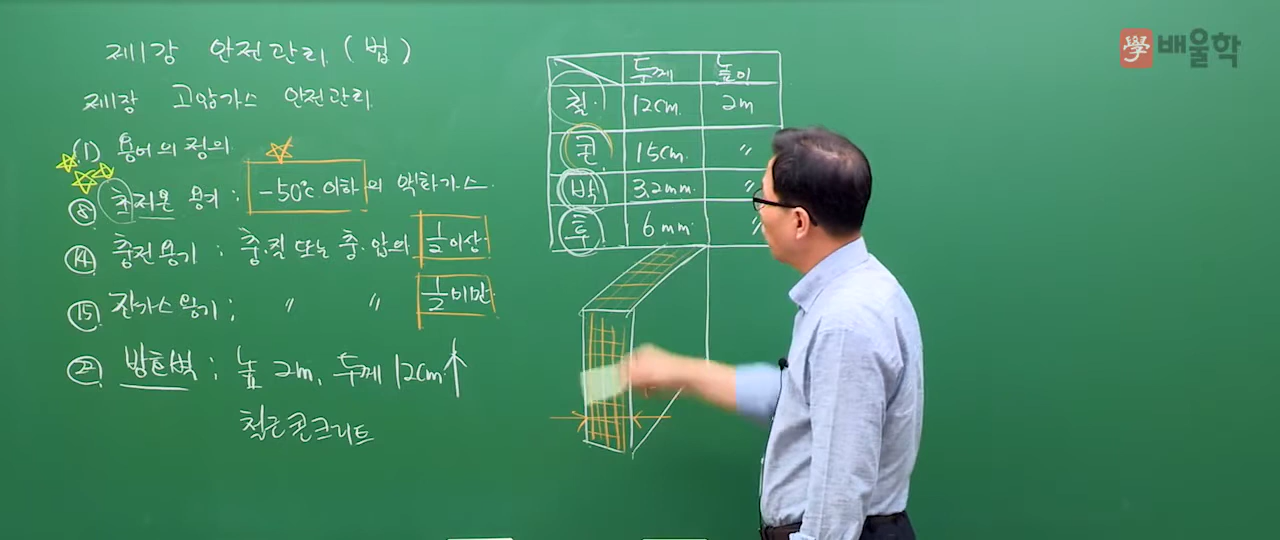 제1강 안전관리 (법)
제1장 고압가스 안전관리
(1) 용어의 정의
⑧ 초저온 용기 : -50℃ 이하의 액화가스
⑭ 충전용기 : 충·질 또는 충·압의 1/2 이상
⑮ 잔가스용기 ; 〃 〃 1/2 미만
㉒ 방호벽 : 높 2m, 두께 12cm ↑
철근콘크리트
두께 높이
철. 12cm. 2m
콘 15cm. 〃
박 3.2mm. 〃
후 6mm. 〃
學 배울학